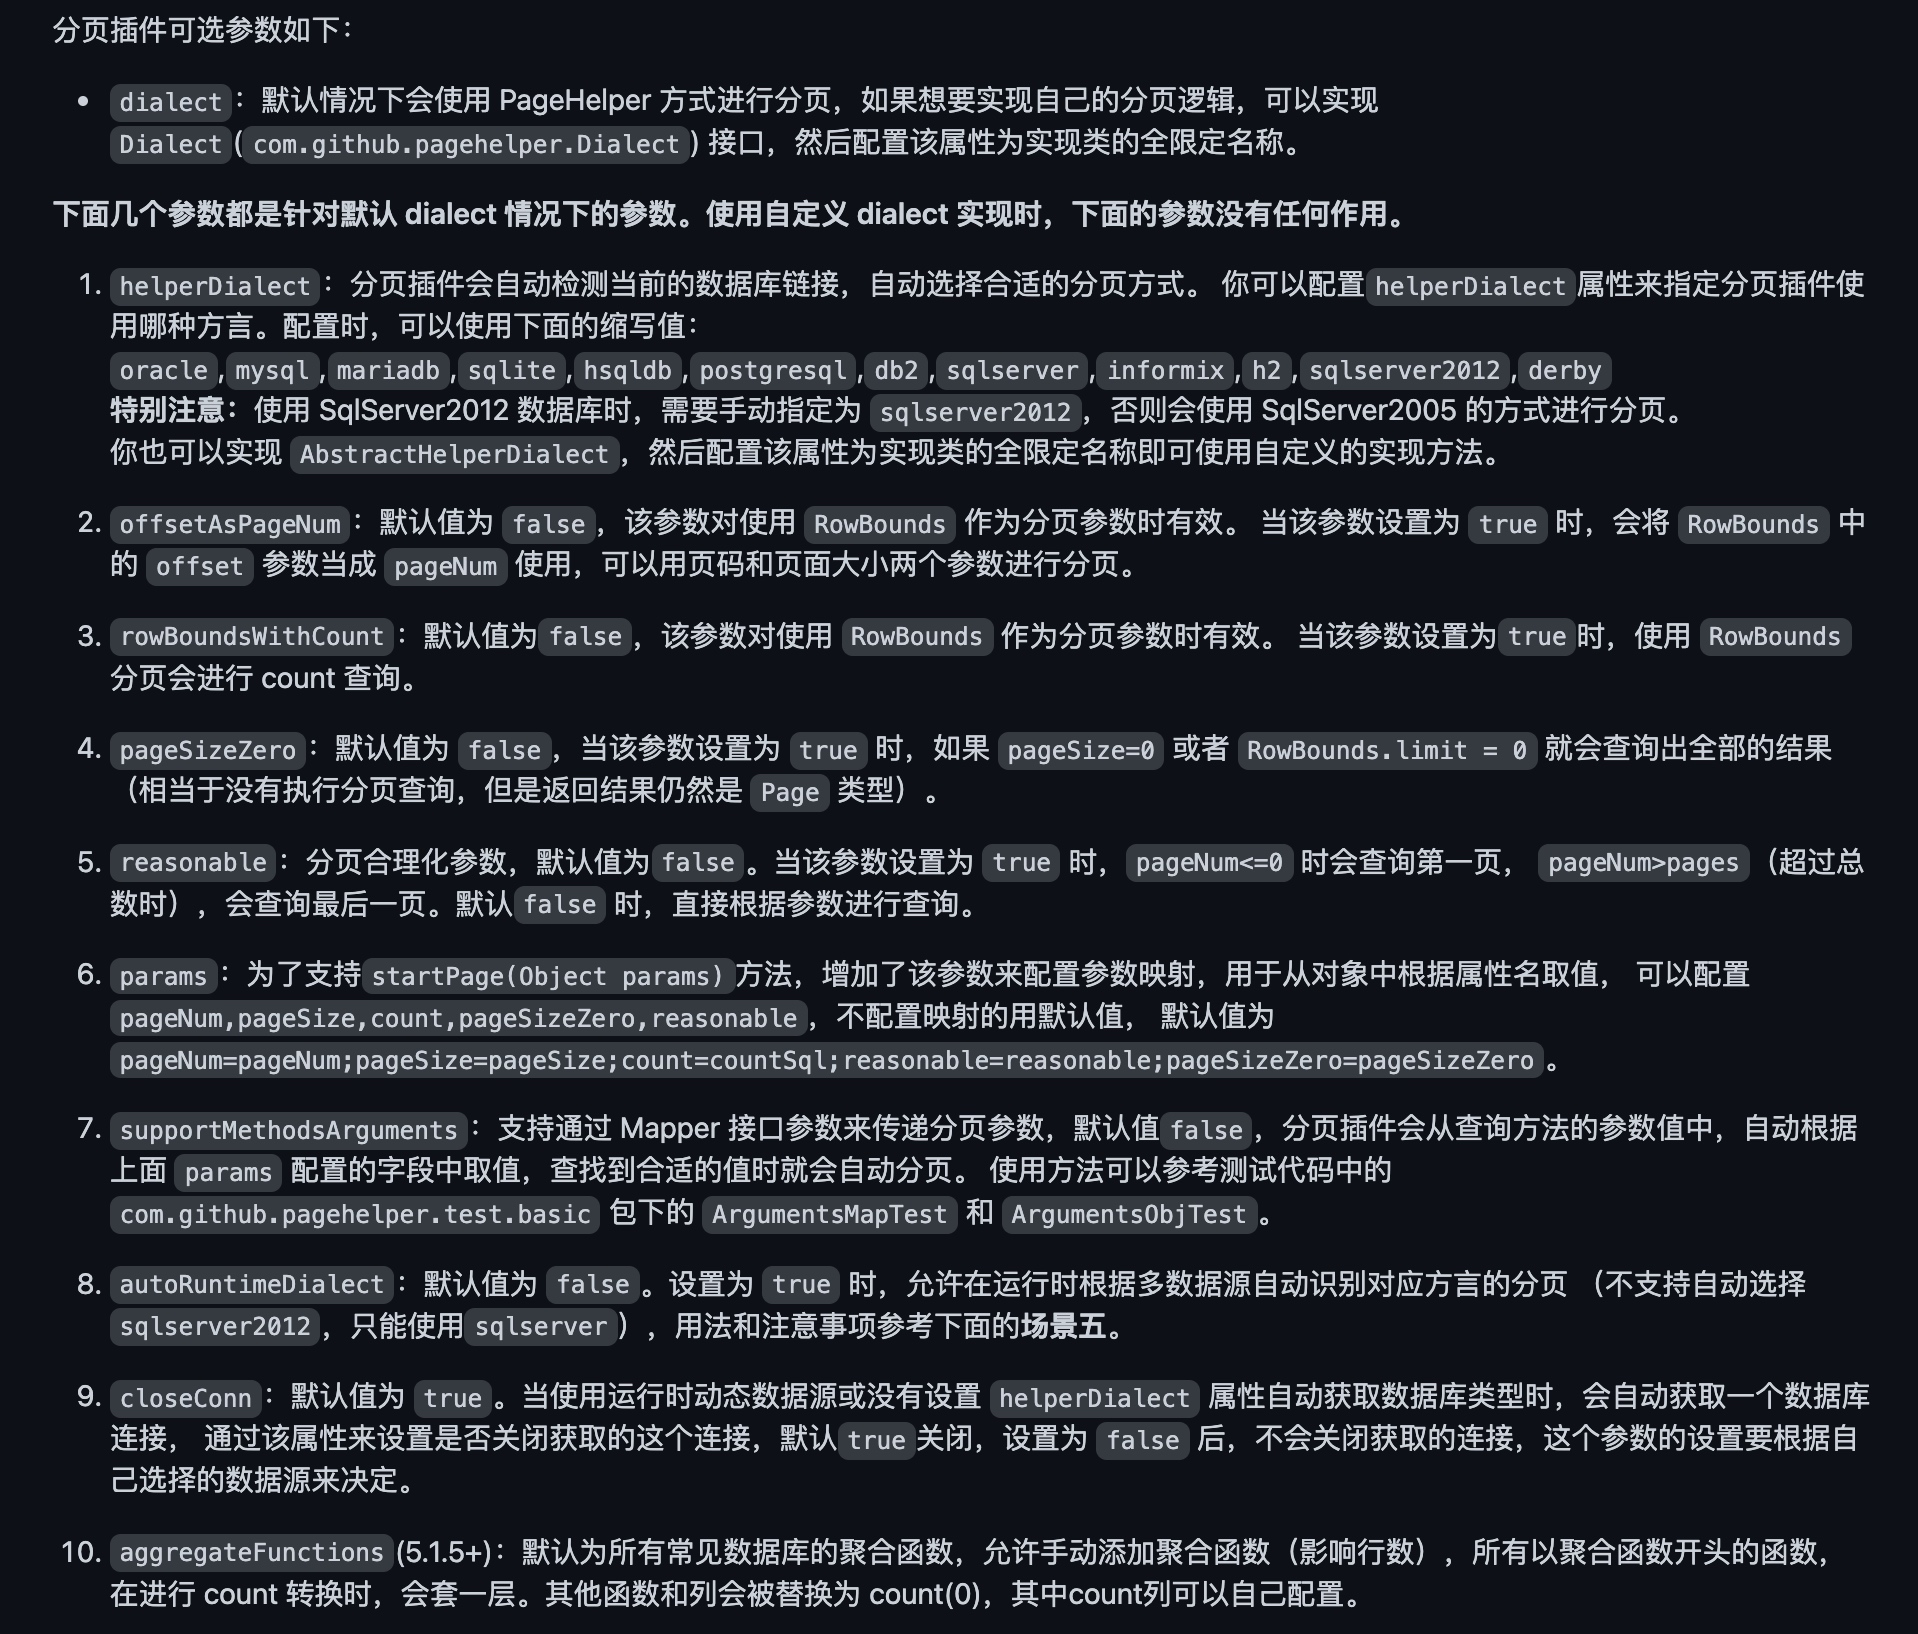 分页插件可选参数如下：
• dialect：默认情况下会使用 PageHelper 方式进行分页，如果想要实现自己的分页逻辑，可以实现
Dialect(com.github.pagehelper.Dialect) 接口，然后配置该属性为实现类的全限定名称。
下面几个参数都是针对默认 dialect 情况下的参数。使用自定义 dialect 实现时，下面的参数没有任何作用。
1. helperDialect：分页插件会自动检测当前的数据库链接，自动选择合适的分页方式。 你可以配置helperDialect属性来指定分页插件使
用哪种方言。配置时，可以使用下面的缩写值：
oracle,mysql,mariadb,sqlite,hsqldb,postgresql,db2,sqlserver,informix,h2,sqlserver2012,derby
特别注意：使用 SqlServer2012 数据库时，需要手动指定为 sqlserver2012，否则会使用 SqlServer2005 的方式进行分页。
你也可以实现 AbstractHelperDialect，然后配置该属性为实现类的全限定名称即可使用自定义的实现方法。
2. offsetAsPageNum：默认值为 false，该参数对使用 RowBounds 作为分页参数时有效。 当该参数设置为 true 时，会将 RowBounds 中
的 offset 参数当成 pageNum 使用，可以用页码和页面大小两个参数进行分页。
3. rowBoundsWithCount：默认值为false，该参数对使用 RowBounds 作为分页参数时有效。 当该参数设置为true时，使用 RowBounds
分页会进行 count 查询。
4. pageSizeZero：默认值为 false，当该参数设置为 true 时，如果 pageSize=0 或者 RowBounds.limit = 0 就会查询出全部的结果
（相当于没有执行分页查询，但是返回结果仍然是 Page 类型）。
5. reasonable：分页合理化参数，默认值为false。当该参数设置为 true 时，pageNum<=0 时会查询第一页， pageNum>pages（超过总
数时），会查询最后一页。默认false 时，直接根据参数进行查询。
6. params：为了支持startPage(Object params)方法，增加了该参数来配置参数映射，用于从对象中根据属性名取值， 可以配置
pageNum,pageSize,count,pageSizeZero,reasonable，不配置映射的用默认值， 默认值为
pageNum=pageNum;pageSize=pageSize;count=countSql;reasonable=reasonable;pageSizeZero=pageSizeZero。
7. supportMethodsArguments：支持通过 Mapper 接口参数来传递分页参数，默认值false，分页插件会从查询方法的参数值中，自动根据
上面 params 配置的字段中取值，查找到合适的值时就会自动分页。 使用方法可以参考测试代码中的
com.github.pagehelper.test.basic 包下的 ArgumentsMapTest 和 ArgumentsObjTest。
8. autoRuntimeDialect：默认值为 false。设置为 true 时，允许在运行时根据多数据源自动识别对应方言的分页 （不支持自动选择
sqlserver2012，只能使用sqlserver），用法和注意事项参考下面的场景五。
9. closeConn：默认值为 true。当使用运行时动态数据源或没有设置 helperDialect 属性自动获取数据库类型时，会自动获取一个数据库
连接， 通过该属性来设置是否关闭获取的这个连接，默认true关闭，设置为 false 后，不会关闭获取的连接，这个参数的设置要根据自
己选择的数据源来决定。
10. aggregateFunctions(5.1.5+)：默认为所有常见数据库的聚合函数，允许手动添加聚合函数（影响行数），所有以聚合函数开头的函数，
在进行 count 转换时，会套一层。其他函数和列会被替换为 count(0)，其中count列可以自己配置。